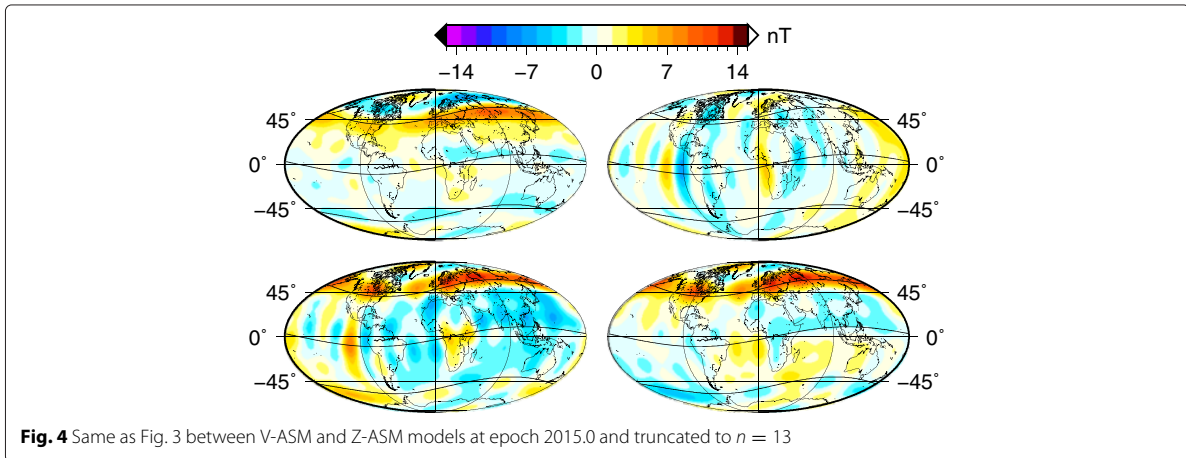 nT
−14 −7 0 7 14
45° 45°
0° 0°
−45° −45°
45° 45°
0° 0°
−45° −45°
Fig. 4 Same as Fig. 3 between V-ASM and Z-ASM models at epoch 2015.0 and truncated to n = 13